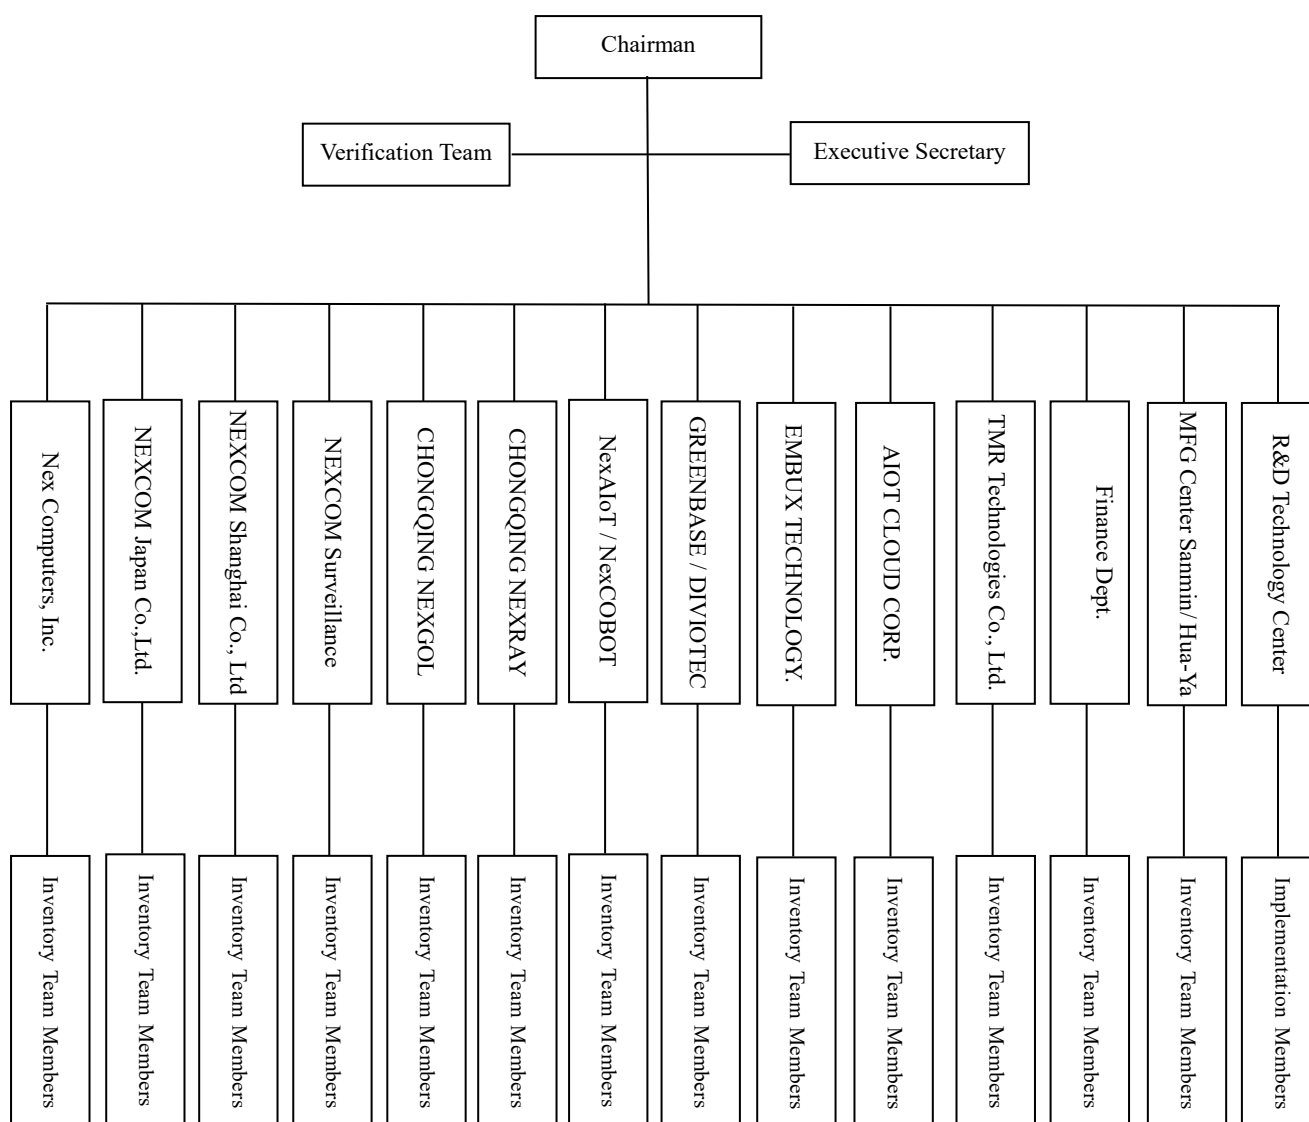 Chairman
Verification Team
Executive Secretary
Nex Computers, Inc.
NEXCOM Japan Co.,Ltd.
NEXCOM Shanghai Co., Ltd
NEXCOM Surveillance
CHONGQING NEXGOL
CHONGQING NEXRAY
NexAIoT / NexCOBOT
GREENBASE / DIVIOTEC
EMBUX TECHNOLOGY.
AIOT CLOUD CORP.
TMR Technologies Co., Ltd.
Finance Dept.
MFG Center Sanmin/ Hua-Ya
R&D Technology Center
Inventory Team Members
Inventory Team Members
Inventory Team Members
Inventory Team Members
Inventory Team Members
Inventory Team Members
Inventory Team Members
Inventory Team Members
Inventory Team Members
Inventory Team Members
Inventory Team Members
Inventory Team Members
Inventory Team Members
Implementation Members